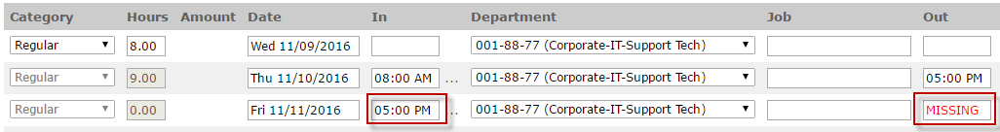 Category Hours Amount Date In Department Job Out
Regular 8.00 Wed 11/09/2016 001-88-77 (Corporate-IT-Support Tech)
Regular 9.00 Thu 11/10/2016 08:00 AM ... 001-88-77 (Corporate-IT-Support Tech) 05:00 PM
Regular 0.00 Fri 11/11/2016 05:00 PM ... 001-88-77 (Corporate-IT-Support Tech) MISSING